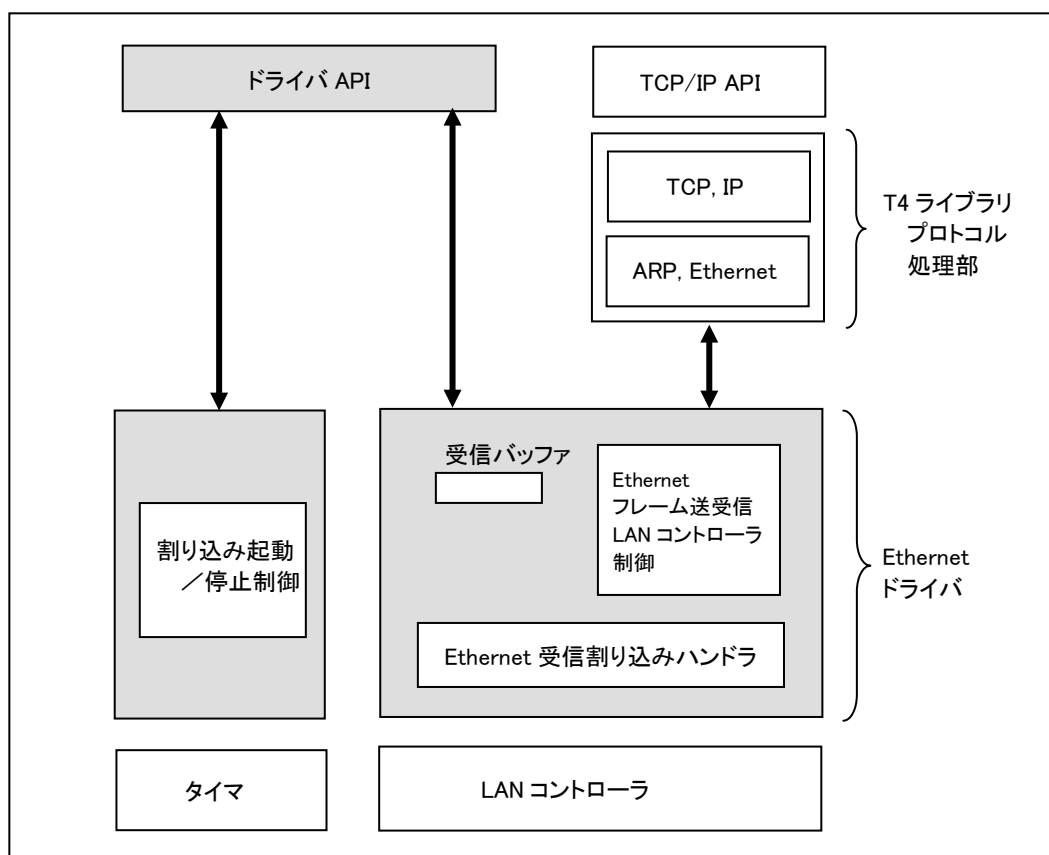 ドライバ API
TCP/IP API
TCP, IP
ARP, Ethernet
T4 ライブラリ
プロトコル
処理部
受信バッファ
Ethernet
フレーム送受信
LAN コントローラ
制御
割り込み起動
／停止制御
Ethernet 受信割り込みハンドラ
Ethernet
ドライバ
タイマ
LAN コントローラ